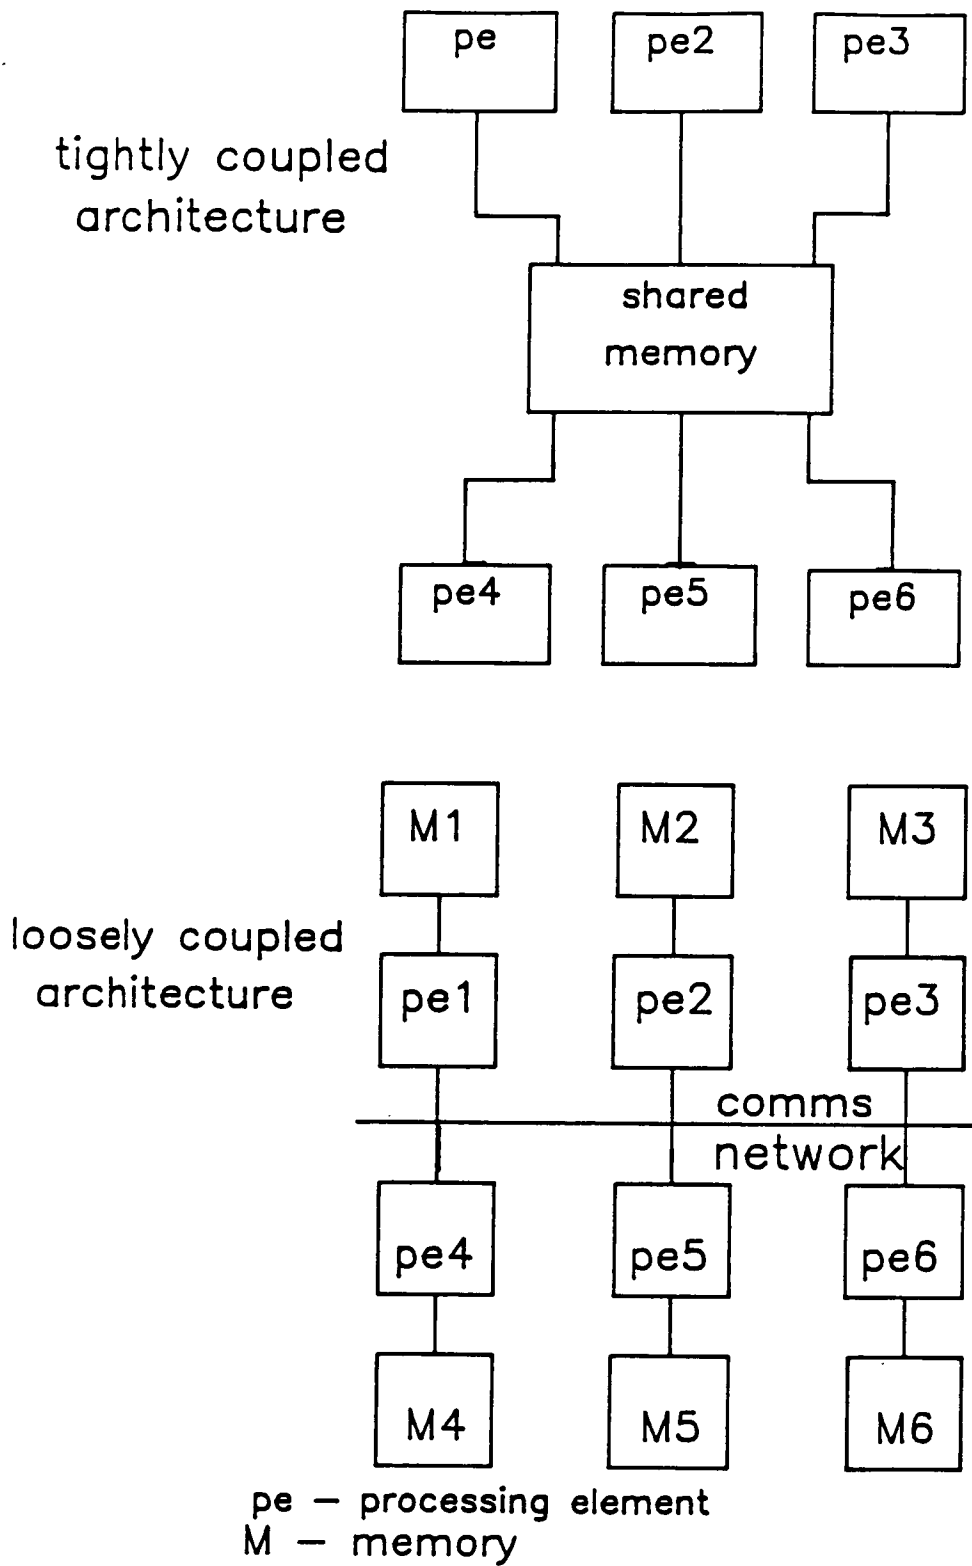 pe
pe2
pe3
tightly coupled
architecture
shared
memory
pe4
pe5
pe6
M1
M2
M3
loosely coupled
architecture
pe1
pe2
pe3
comms
network
pe4
pe5
pe6
M4
M5
M6
pe – processing element
M – memory